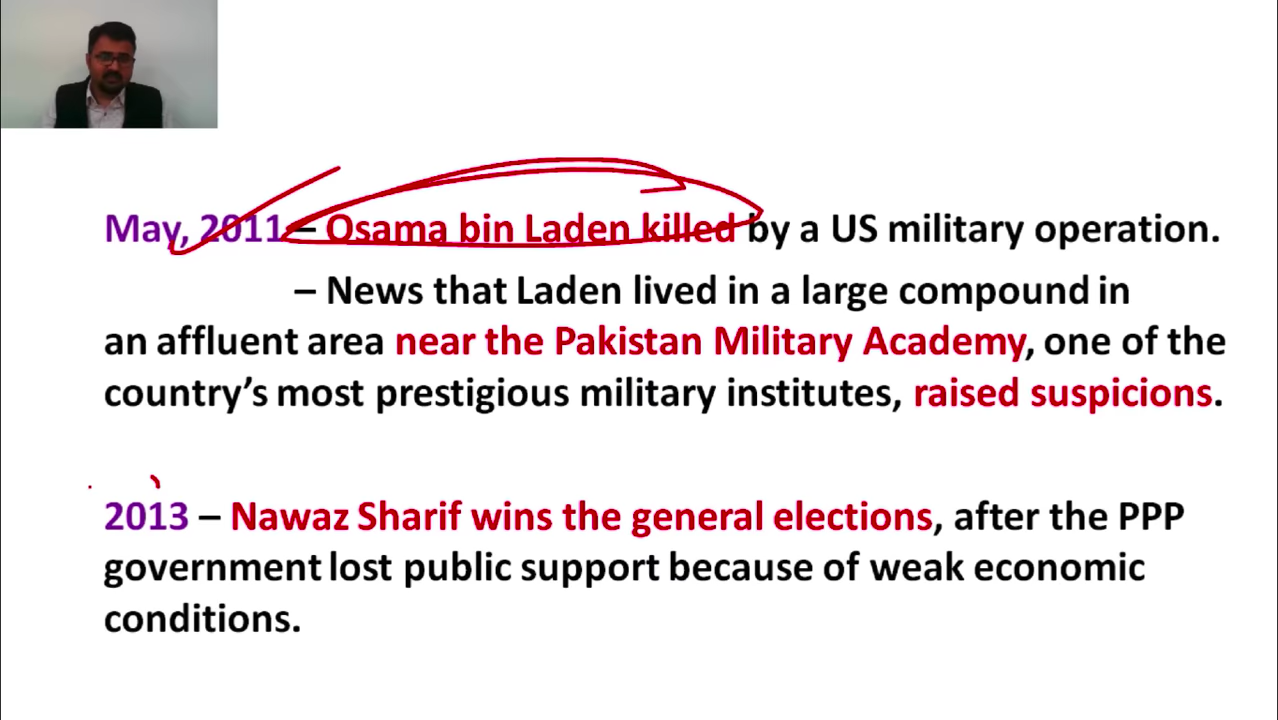 May, 2011 – Osama bin Laden killed by a US military operation.
– News that Laden lived in a large compound in
an affluent area near the Pakistan Military Academy, one of the
country’s most prestigious military institutes, raised suspicions.
2013 – Nawaz Sharif wins the general elections, after the PPP
government lost public support because of weak economic
conditions.